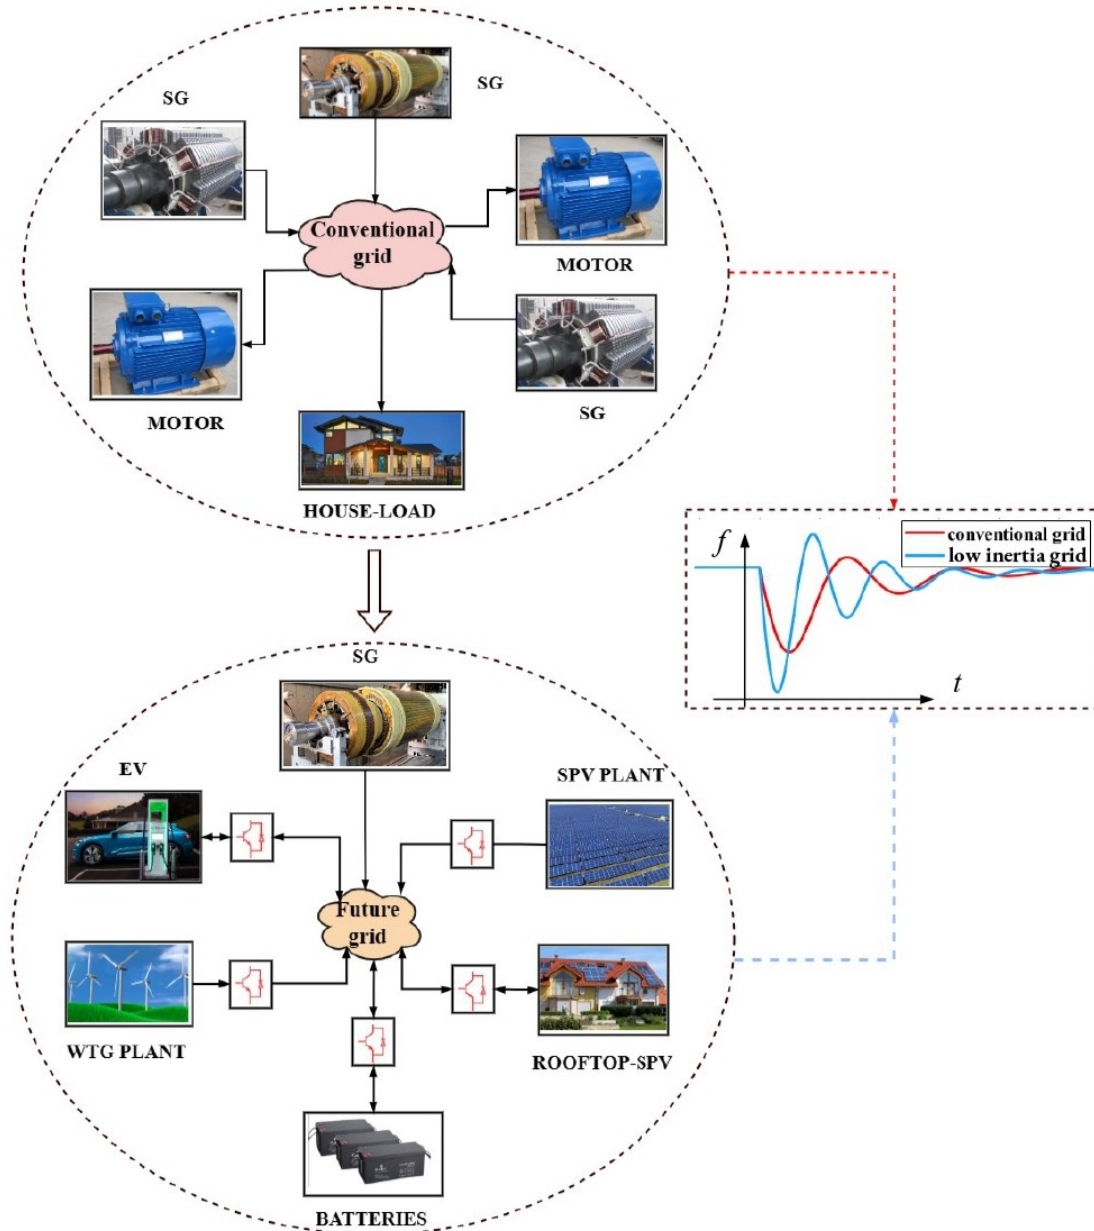 SG
SG
Conventional
grid
MOTOR
MOTOR
SG
HOUSE-LOAD
conventional grid
low inertia grid
f
t
SG
EV
SPV PLANT
Future
grid
WTG PLANT
ROOFTOP-SPV
BATTERIES